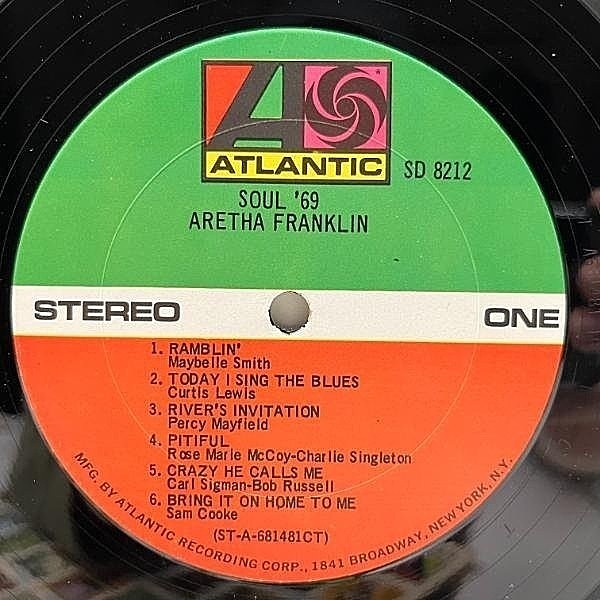 ATLANTIC
SD 8212
SOUL '69
ARETHA FRANKLIN
STEREO
ONE
1. RAMBLIN'
Maybelle Smith
2. TODAY I SING THE BLUES
Curtis Lewis
3. RIVER'S INVITATION
Percy Mayfield
4. PITIFUL
Rose Marie McCoy-Charlie Singleton
5. CRAZY HE CALLS ME
Carl Sigman-Bob Russell
6. BRING IT ON HOME TO ME
Sam Cooke
(ST-A-681481CT)
MFG. BY ATLANTIC RECORDING CORP., 1841 BROADWAY, NEW YORK, N.Y.